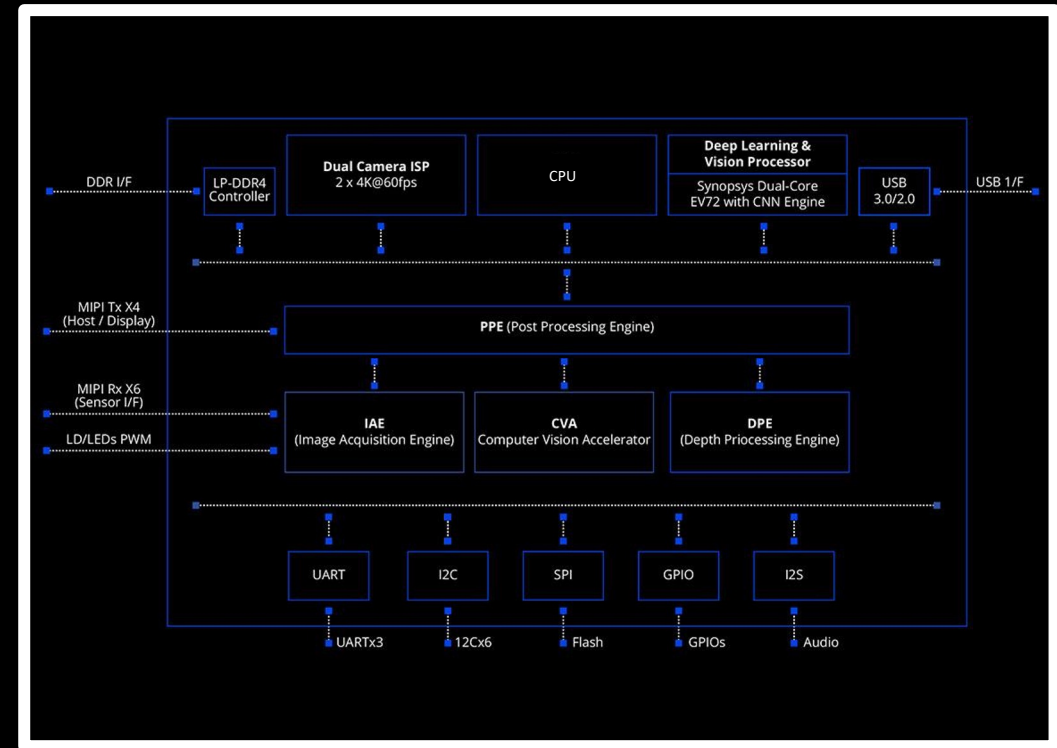 Deep Learning &
Vision Processor
Dual Camera ISP
2 x 4K@60fps
CPU
DDR I/F
LP-DDR4
Controller
Synopsys Dual-Core
EV72 with CNN Engine
USB
3.0/2.0
USB 1/F
MIPI Tx X4
(Host / Display)
PPE (Post Processing Engine)
MIPI Rx X6
(Sensor I/F)
LD/LEDs PWM
IAE
(Image Acquisition Engine)
CVA
Computer Vision Accelerator
DPE
(Depth Priocessing Engine)
UART
I2C
SPI
GPIO
I2S
UARTx3
12Cx6
Flash
GPIOs
Audio